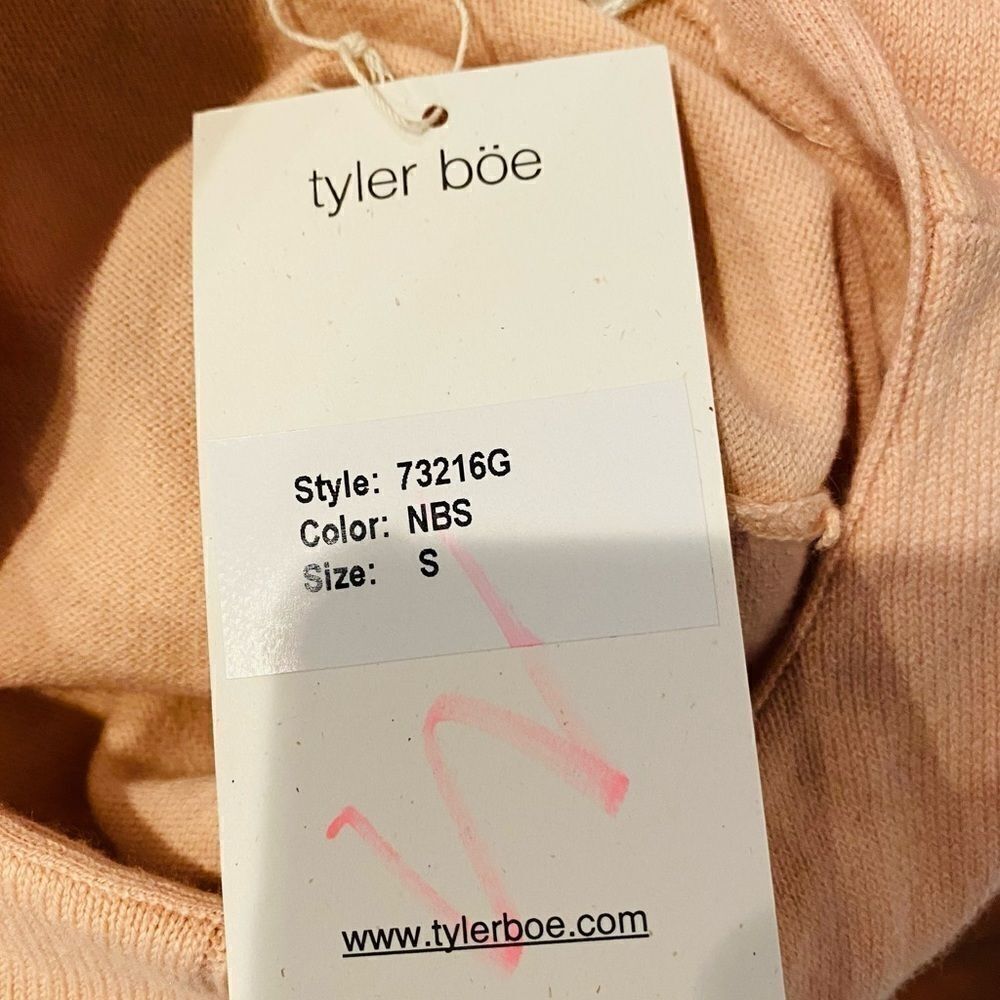 tyler böe
Style: 73216G
Color: NBS
Size: S
www.tylerboe.com